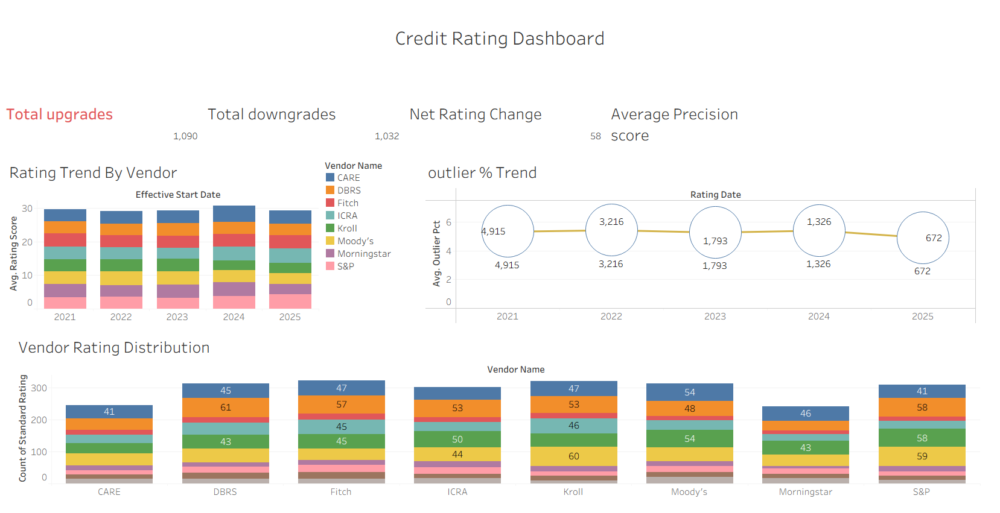 Credit Rating Dashboard
Total upgrades
1,090
Total downgrades
1,032
Net Rating Change
58
Average Precision
score
Rating Trend By Vendor
Effective Start Date
Avg. Rating Score
30
20
10
0
2021 2022 2023 2024 2025
Vendor Name
CARE
DBRS
Fitch
ICRA
Kroll
Moody's
Morningstar
S&P
outlier % Trend
Rating Date
Avg. Outlier Pct
6
4
2
0
4,915 3,216 1,793 1,326 672
4,915 3,216 1,793 1,326 672
2021 2022 2023 2024 2025
Vendor Rating Distribution
Vendor Name
Count of Standard Rating
300
200
100
0
41
45
61
43
47
57
45
45
53
50
44
47
53
46
60
54
48
54
46
43
41
58
58
59
CARE DBRS Fitch ICRA Kroll Moody's Morningstar S&P